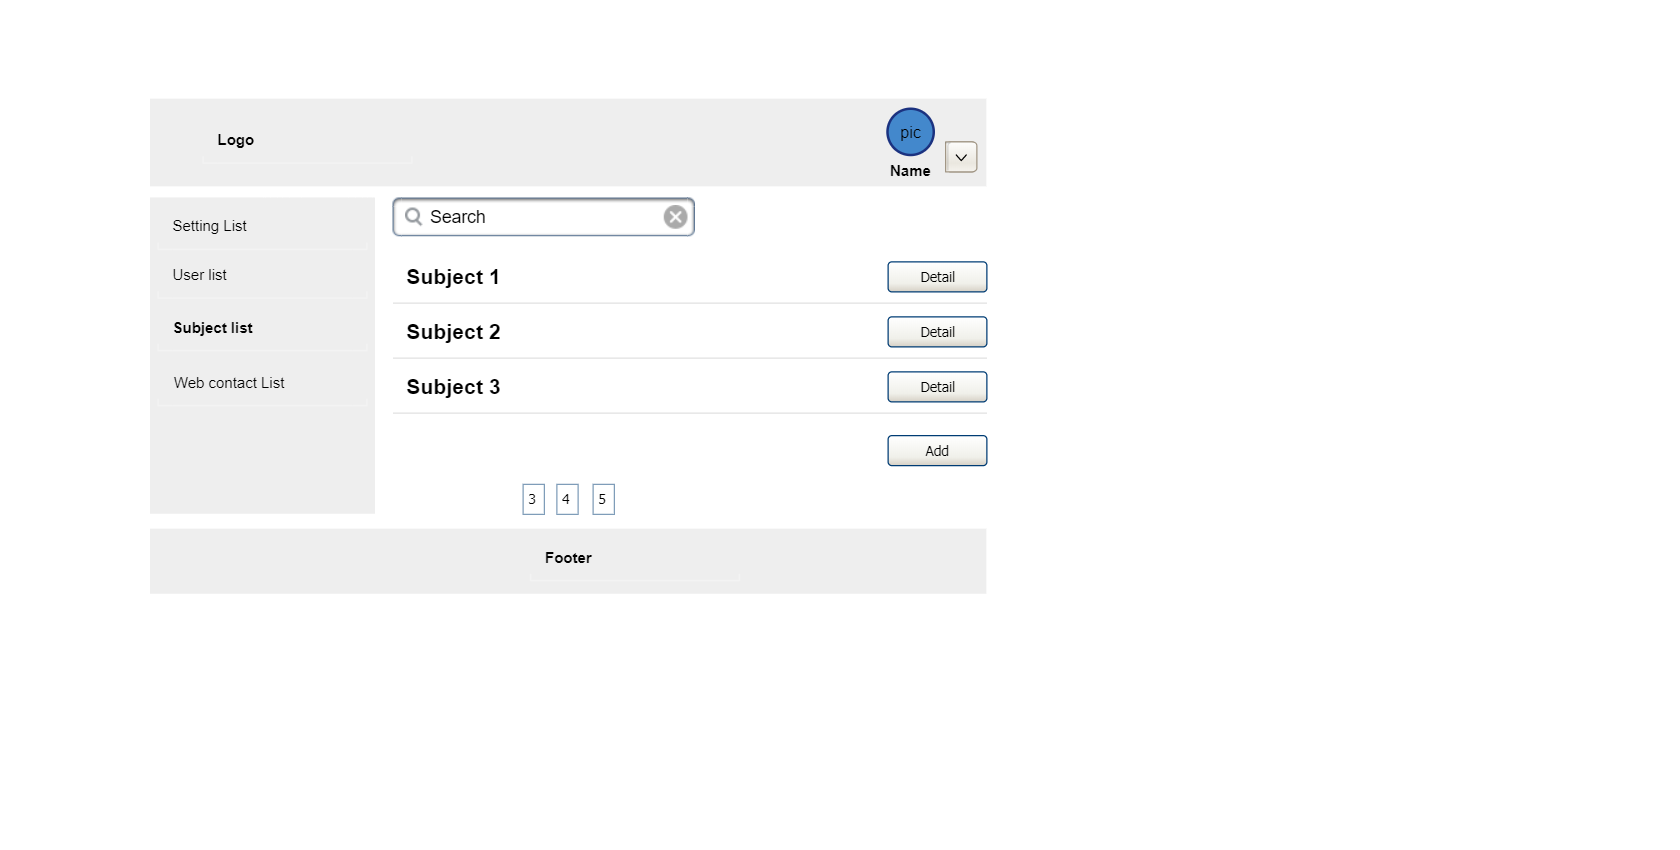 Logo
pic
Name
Setting List
User list
Subject list
Web contact List
Search
Subject 1
Detail
Subject 2
Detail
Subject 3
Detail
Add
3 4 5
Footer